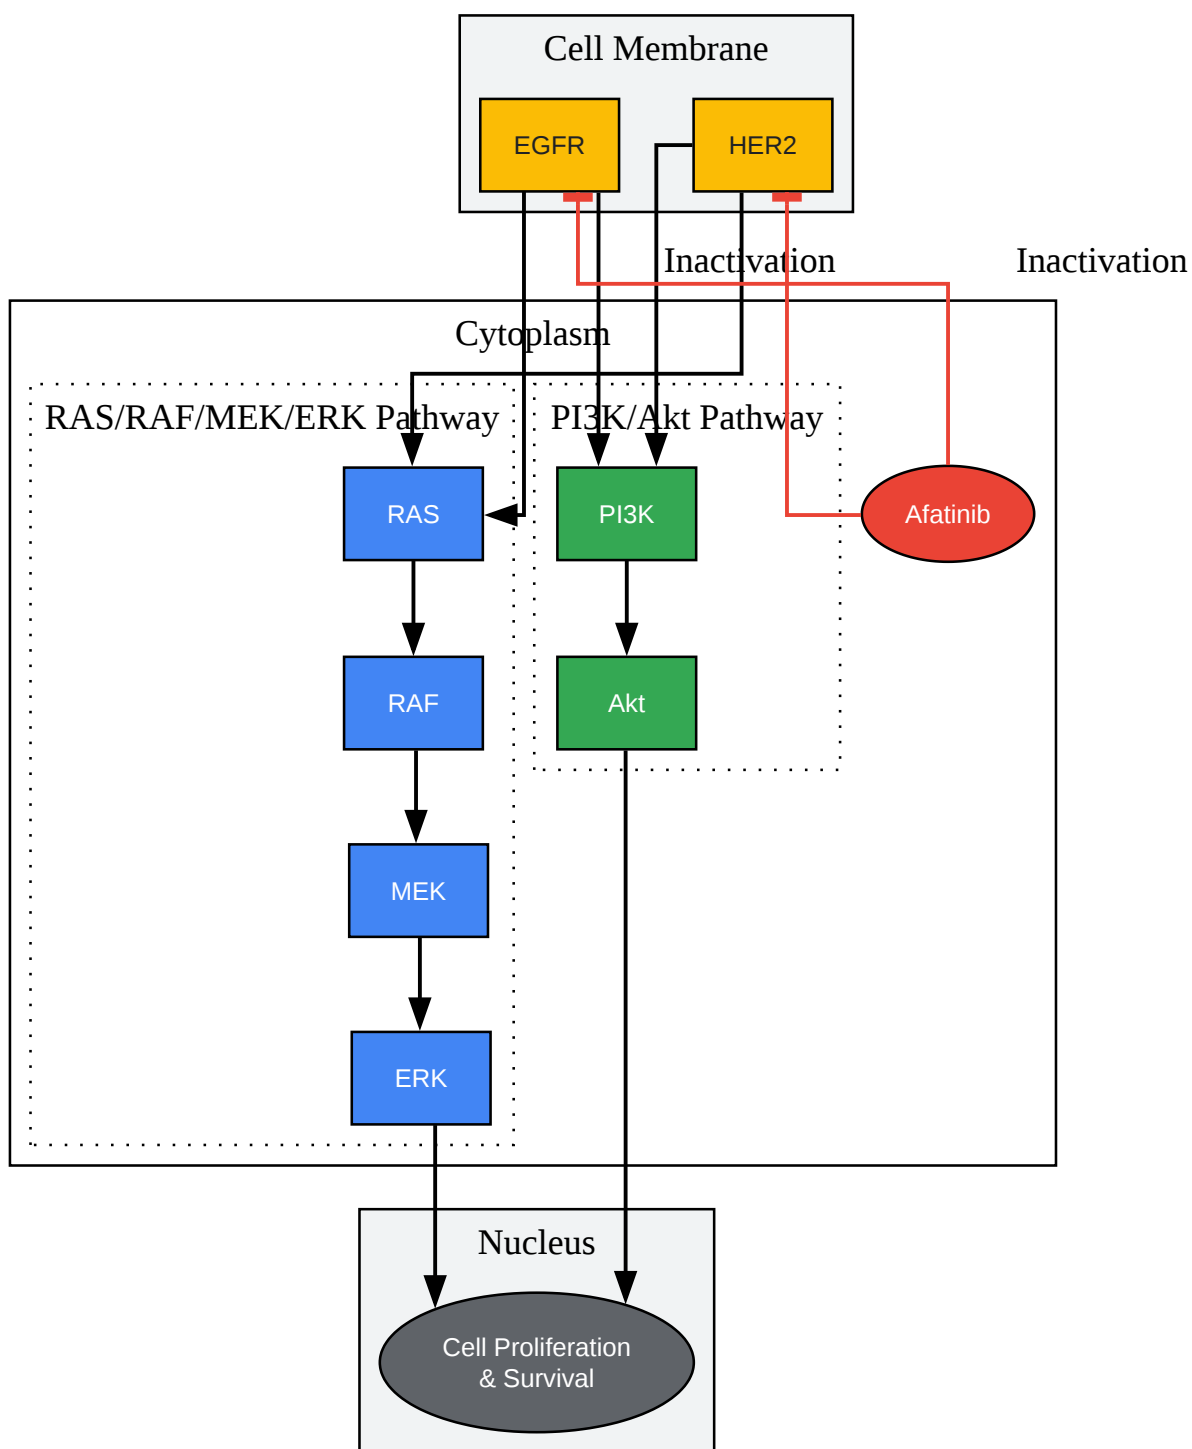 Cell Membrane
EGFR
HER2
Inactivation
Inactivation
Cytoplasm
RAS/RAF/MEK/ERK Pathway
PI3K/Akt Pathway
RAS
PI3K
Afatinib
RAF
Akt
MEK
ERK
Nucleus
Cell Proliferation
& Survival